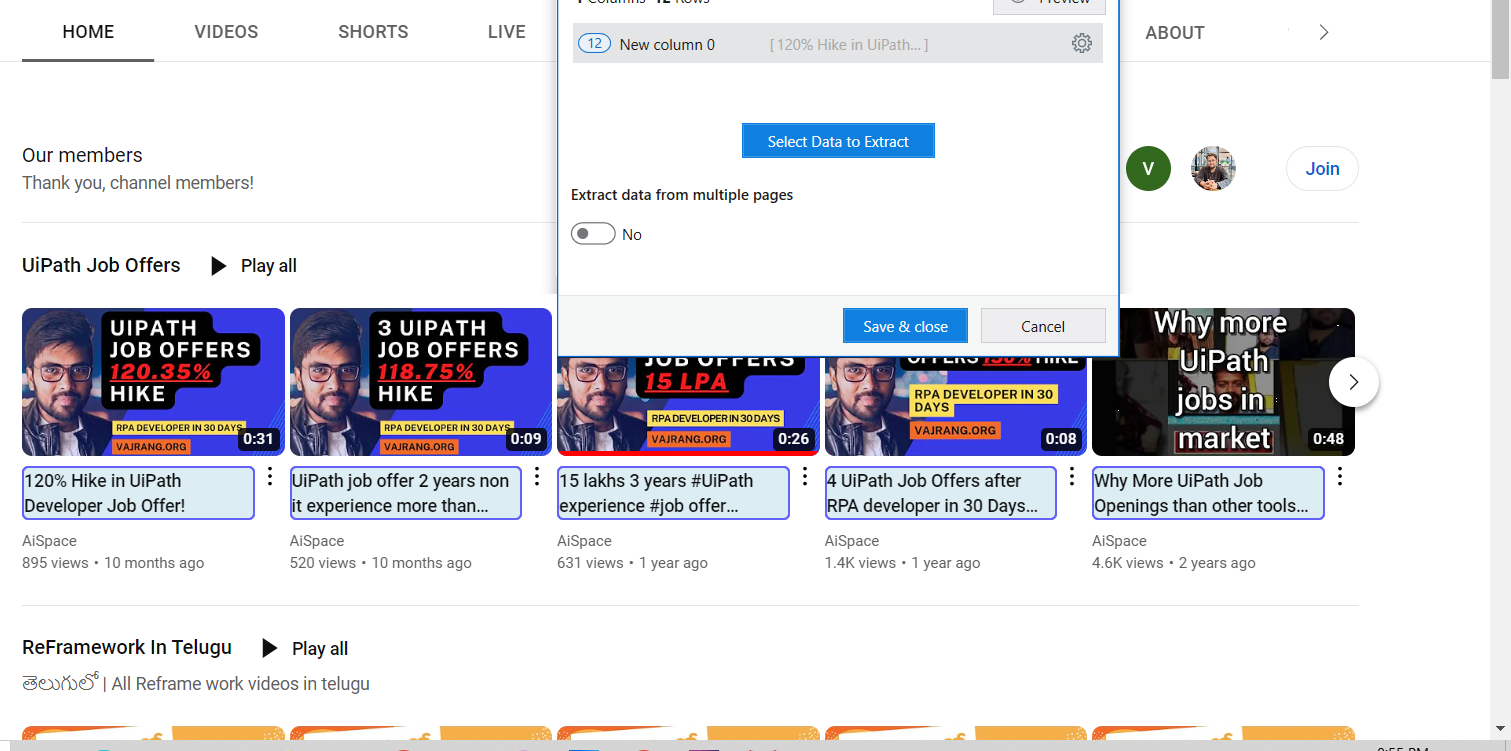 1 Columns 12 Rows
Preview
HOME VIDEOS SHORTS LIVE ABOUT
12 New column 0 [ 120% Hike in UiPath... ]
Select Data to Extract
Extract data from multiple pages
No
Save & close Cancel
Our members
Thank you, channel members!
V
Join
UiPath Job Offers Play all
UIPATH
JOB OFFERS
120.35%
HIKE
RPA DEVELOPER IN 30 DAYS
VAJRANG.ORG
0:31
3 UIPATH
JOB OFFERS
118.75%
HIKE
RPA DEVELOPER IN 30 DAYS
VAJRANG.ORG
0:09
JOB OFFERS
15 LPA
RPA DEVELOPER IN 30 DAYS
VAJRANG.ORG
0:26
OFFERS 150% HIKE
RPA DEVELOPER IN 30
DAYS
VAJRANG.ORG
0:08
Why more
UiPath
jobs in
market
0:48
120% Hike in UiPath
Developer Job Offer!
AiSpace
895 views • 10 months ago
UiPath job offer 2 years non
it experience more than...
AiSpace
520 views • 10 months ago
15 lakhs 3 years #UiPath
experience #job offer...
AiSpace
631 views • 1 year ago
4 UiPath Job Offers after
RPA developer in 30 Days...
AiSpace
1.4K views • 1 year ago
Why More UiPath Job
Openings than other tools...
AiSpace
4.6K views • 2 years ago
ReFramework In Telugu Play all
తెలుగులో | All Reframe work videos in telugu